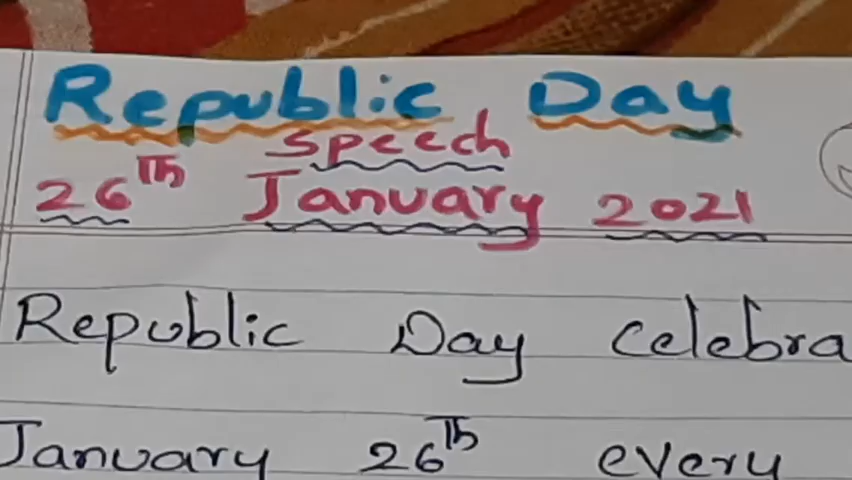 Republic Day
Speech
26th January 2021
Republic Day Celebra
January 26th every